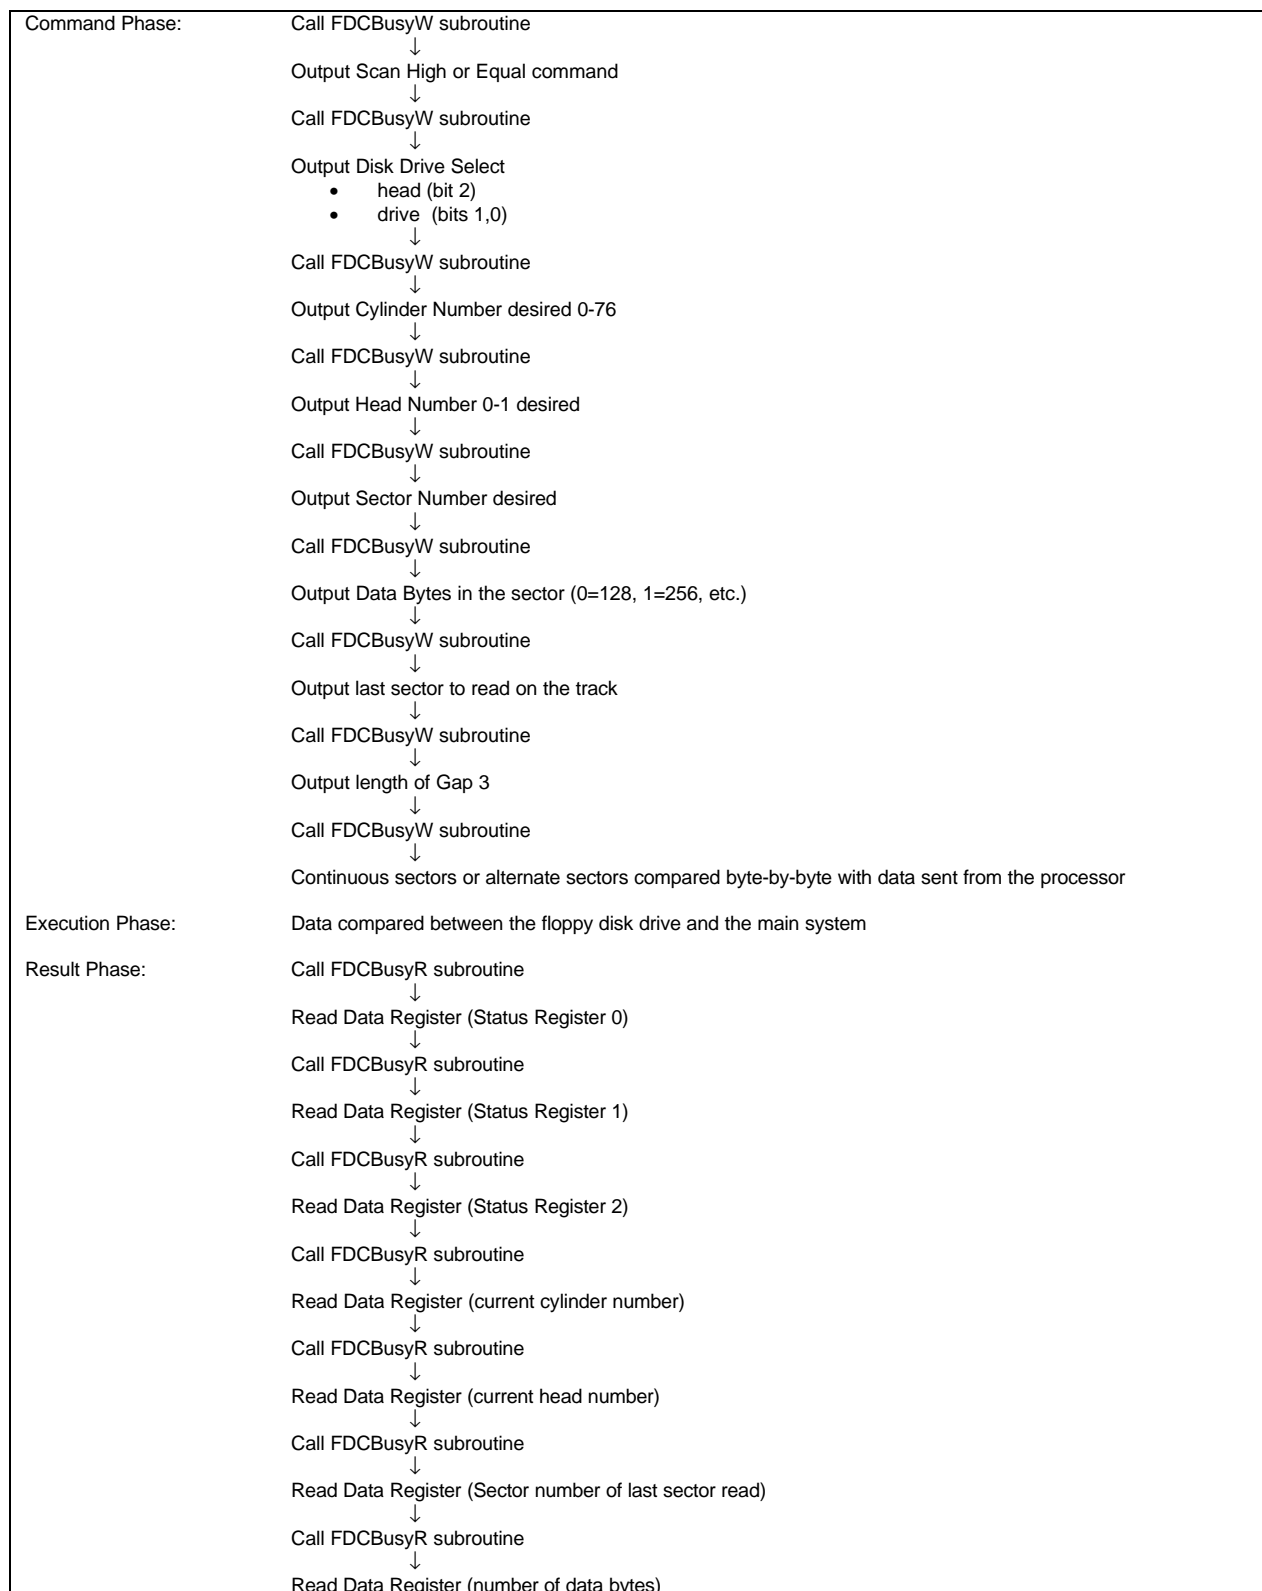 Command Phase: Call FDCBusyW subroutine
↓
Output Scan High or Equal command
↓
Call FDCBusyW subroutine
↓
Output Disk Drive Select
• head (bit 2)
• drive (bits 1,0)
↓
Call FDCBusyW subroutine
↓
Output Cylinder Number desired 0-76
↓
Call FDCBusyW subroutine
↓
Output Head Number 0-1 desired
↓
Call FDCBusyW subroutine
↓
Output Sector Number desired
↓
Call FDCBusyW subroutine
↓
Output Data Bytes in the sector (0=128, 1=256, etc.)
↓
Call FDCBusyW subroutine
↓
Output last sector to read on the track
↓
Call FDCBusyW subroutine
↓
Output length of Gap 3
↓
Call FDCBusyW subroutine
↓
Continuous sectors or alternate sectors compared byte-by-byte with data sent from the processor
Execution Phase: Data compared between the floppy disk drive and the main system
Result Phase: Call FDCBusyR subroutine
↓
Read Data Register (Status Register 0)
↓
Call FDCBusyR subroutine
↓
Read Data Register (Status Register 1)
↓
Call FDCBusyR subroutine
↓
Read Data Register (Status Register 2)
↓
Call FDCBusyR subroutine
↓
Read Data Register (current cylinder number)
↓
Call FDCBusyR subroutine
↓
Read Data Register (current head number)
↓
Call FDCBusyR subroutine
↓
Read Data Register (Sector number of last sector read)
↓
Call FDCBusyR subroutine
↓
Read Data Register (number of data bytes)